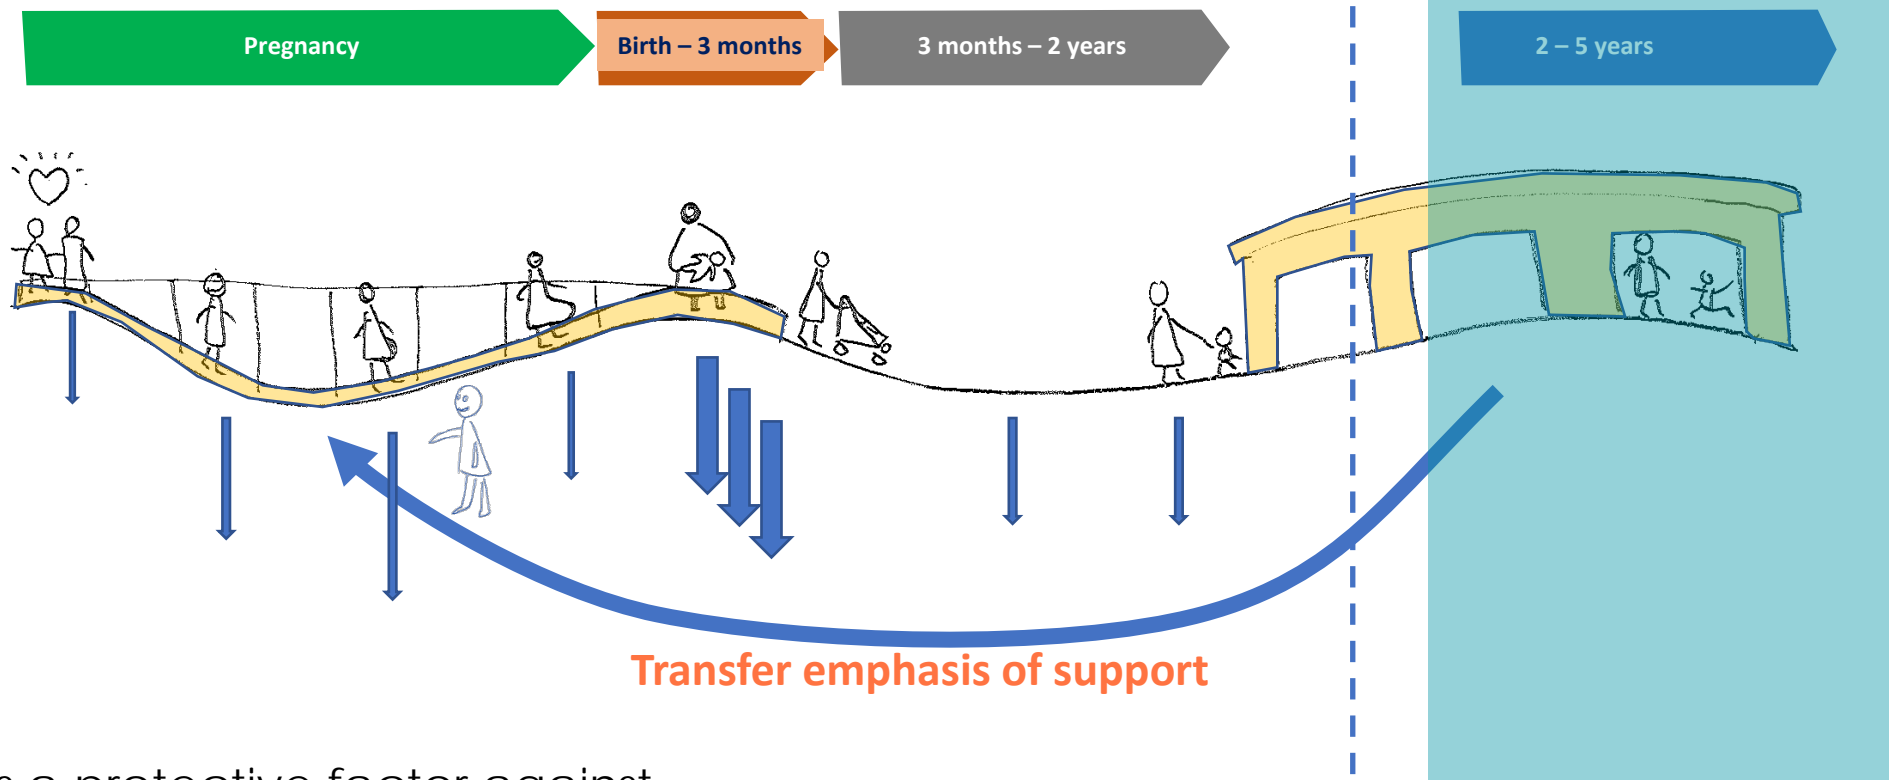 Pregnancy
Birth – 3 months
3 months – 2 years
2 – 5 years
Transfer emphasis of support
a protective factor against